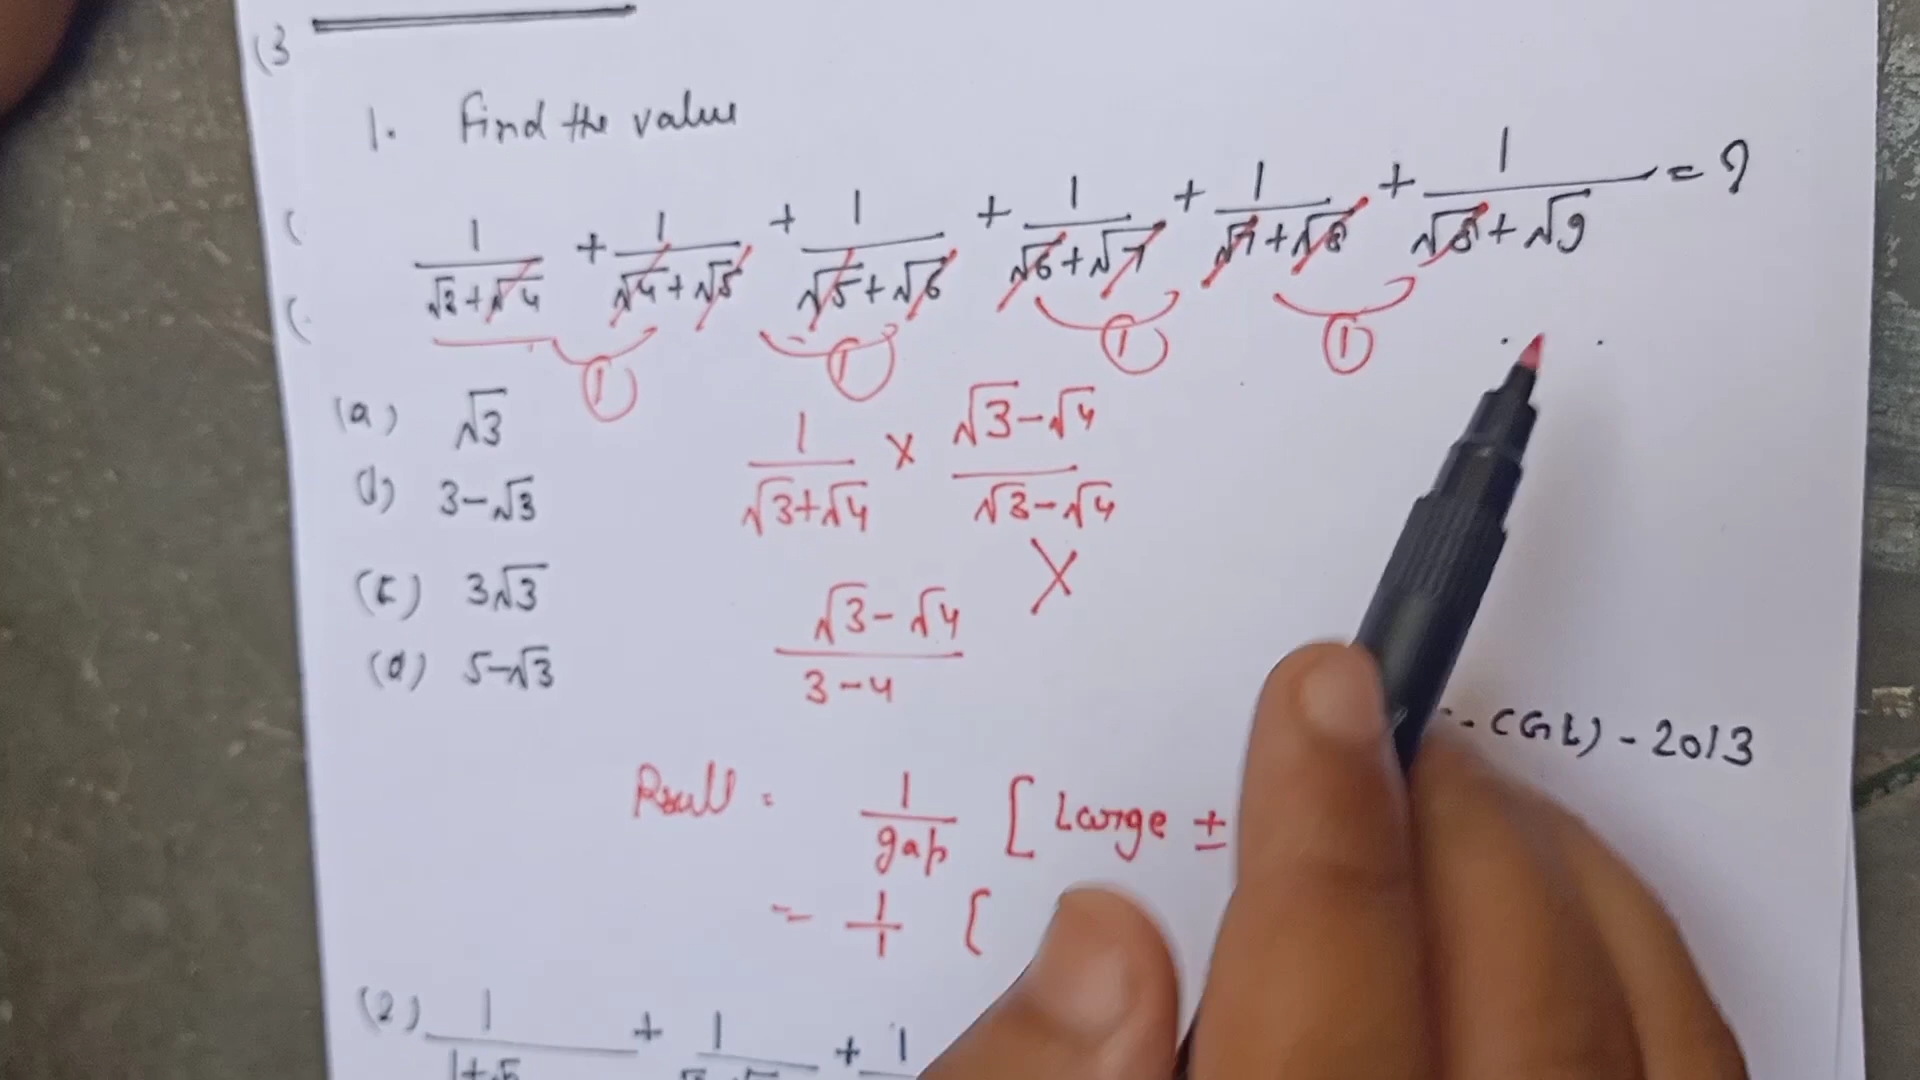 (3
1. Find the value
1/(√3+√4) + 1/(√4+√5) + 1/(√5+√6) + 1/(√6+√7) + 1/(√7+√8) + 1/(√8+√9) = ?
① ① ① ①
(a) √3
(b) 3-√3
(c) 3√3
(d) 5-√3
1/(√3+√4) × (√3-√4)/(√3-√4)
X
(√3-√4)/(3-4)
CGL) - 2013
Result = 1/gap [Large ±
= 1/1 [
(2) 1/ + 1/ + 1